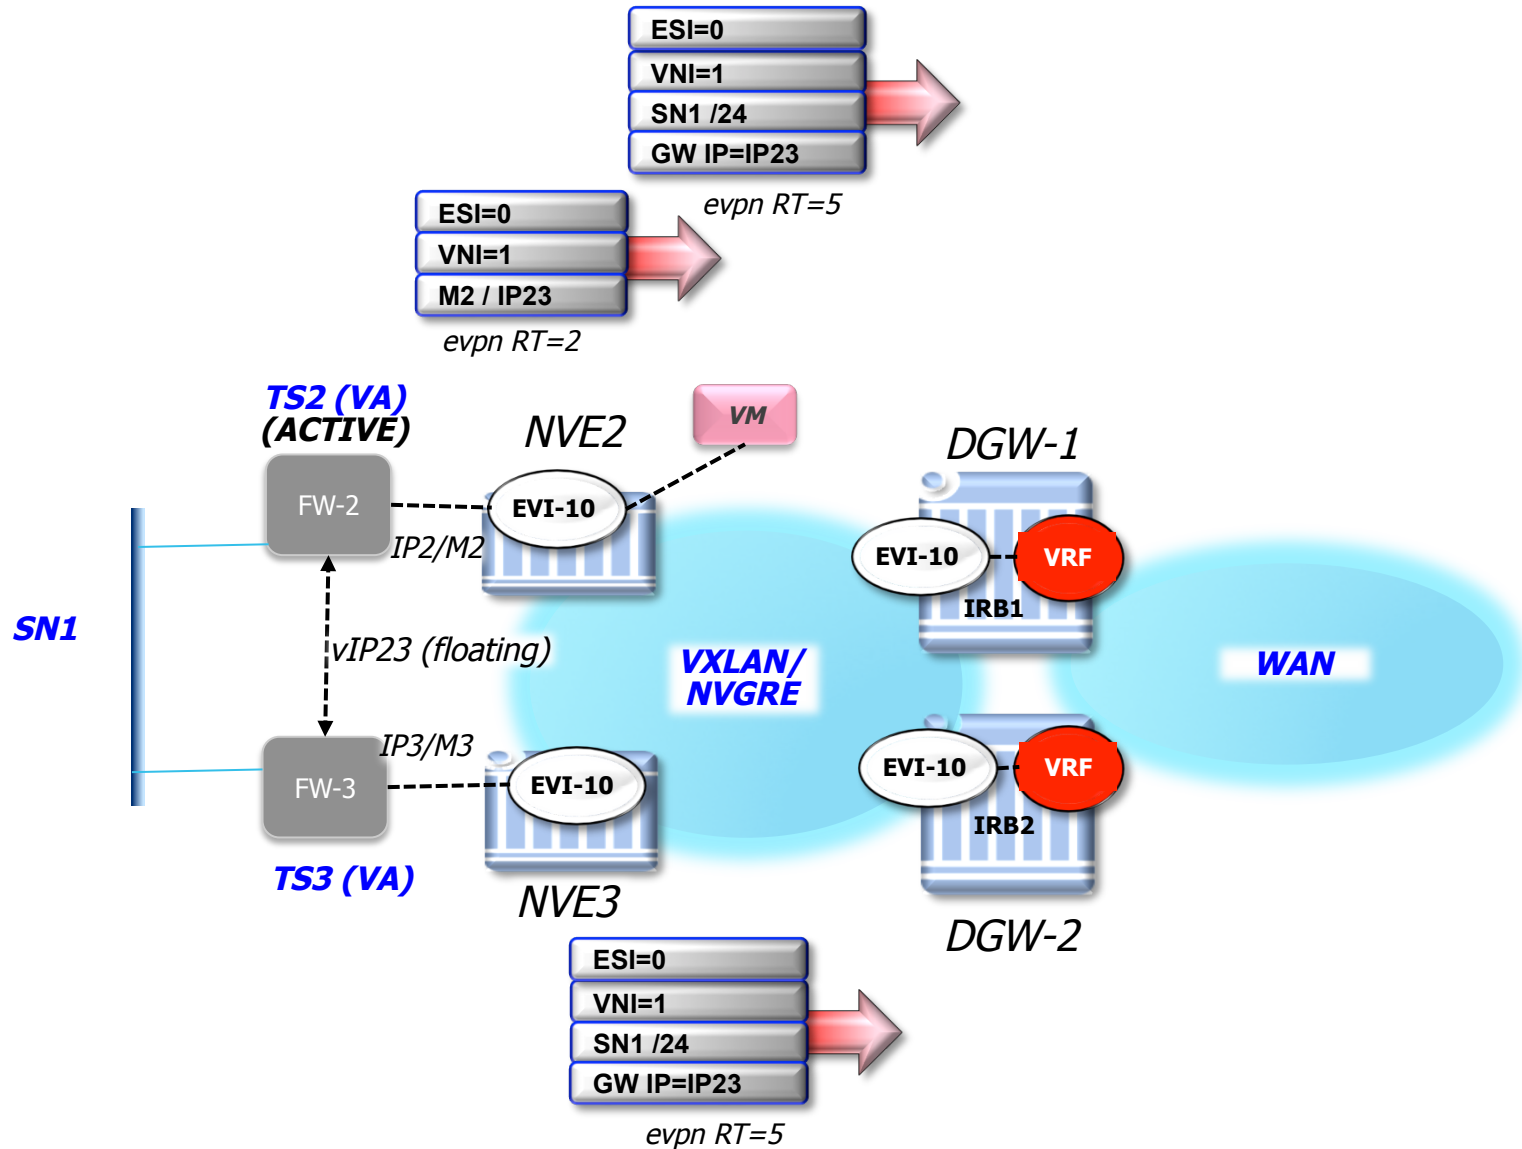 ESI=0
VNI=1
SN1 /24
GW IP=IP23
evpn RT=5
ESI=0
VNI=1
M2 / IP23
evpn RT=2
TS2 (VA)
(ACTIVE)
NVE2
VM
DGW-1
FW-2
EVI-10
IP2/M2
EVI-10
VRF
IRB1
SN1
vIP23 (floating)
VXLAN/
NVGRE
WAN
IP3/M3
FW-3
EVI-10
EVI-10
VRF
IRB2
TS3 (VA)
NVE3
DGW-2
ESI=0
VNI=1
SN1 /24
GW IP=IP23
evpn RT=5